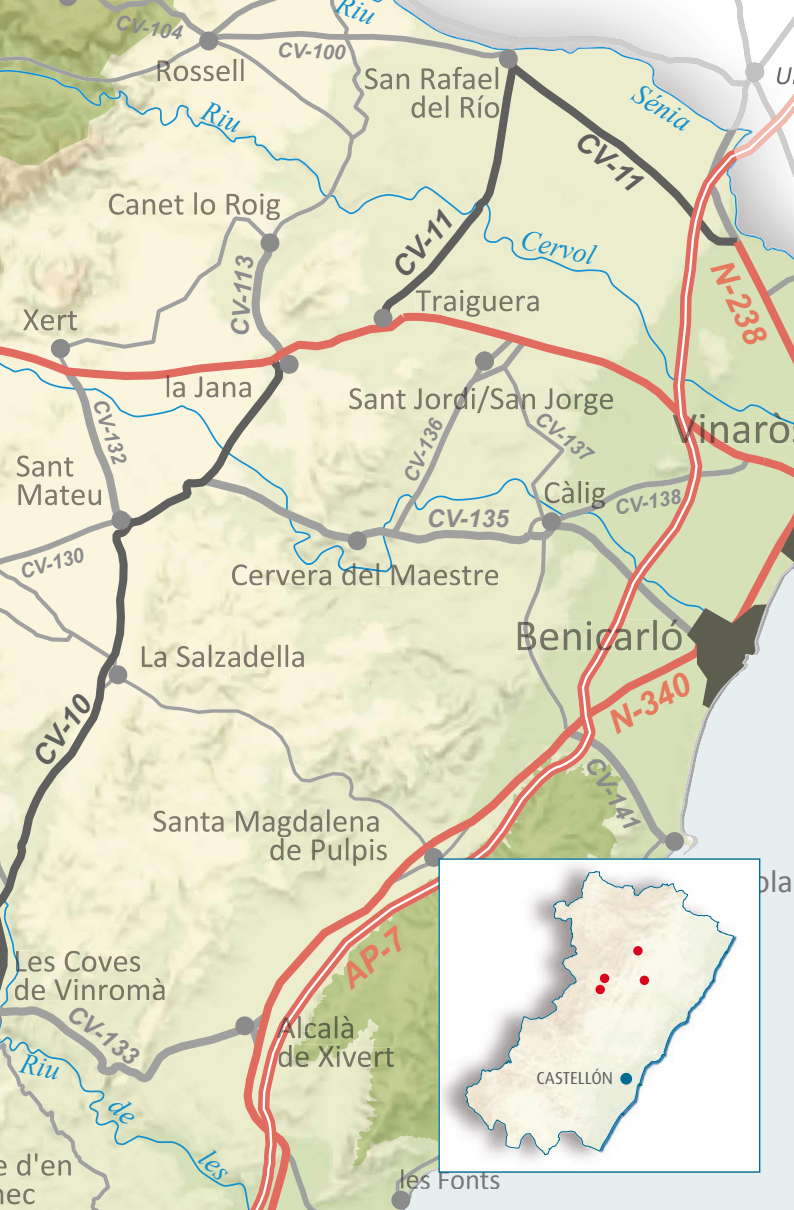 Riu
CV-104
CV-100
Rossell
San Rafael
del Río
U
Sénia
Riu
CV-11
Canet lo Roig
CV-11
Cervol
CV-113
N-238
Traiguera
Xert
la Jana
Sant Jordi/San Jorge
CV-132
CV-136
CV-137
Vinaròs
Sant
Mateu
Càlig
CV-138
CV-135
CV-130
Cervera del Maestre
Benicarló
La Salzadella
N-340
CV-10
CV-141
Santa Magdalena
de Pulpis
ola
AP-7
Les Coves
de Vinromà
CV-133
Alcalà
de Xivert
Riu
de
les
CASTELLÓN
e d'en
nec
les Fonts